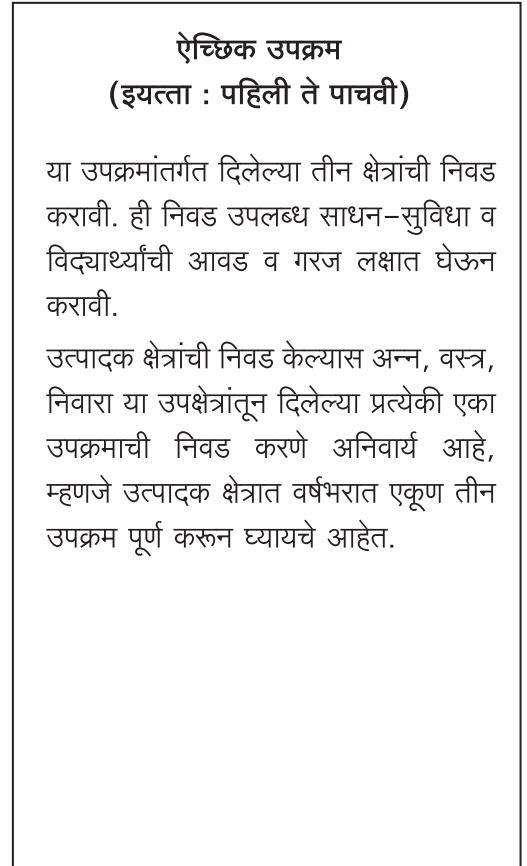 ऐच्छिक उपक्रम
(इयत्ता : पहिली ते पाचवी)
या उपक्रमांतर्गत दिलेल्या तीन क्षेत्रांची निवड
करावी. ही निवड उपलब्ध साधन-सुविधा व
विद्यार्थ्यांची आवड व गरज लक्षात घेऊन
करावी.
उत्पादक क्षेत्रांची निवड केल्यास अन्न, वस्त्र,
निवारा या उपक्षेत्रांतून दिलेल्या प्रत्येकी एका
उपक्रमाची निवड करणे अनिवार्य आहे,
म्हणजे उत्पादक क्षेत्रात वर्षभरात एकूण तीन
उपक्रम पूर्ण करून घ्यायचे आहेत.